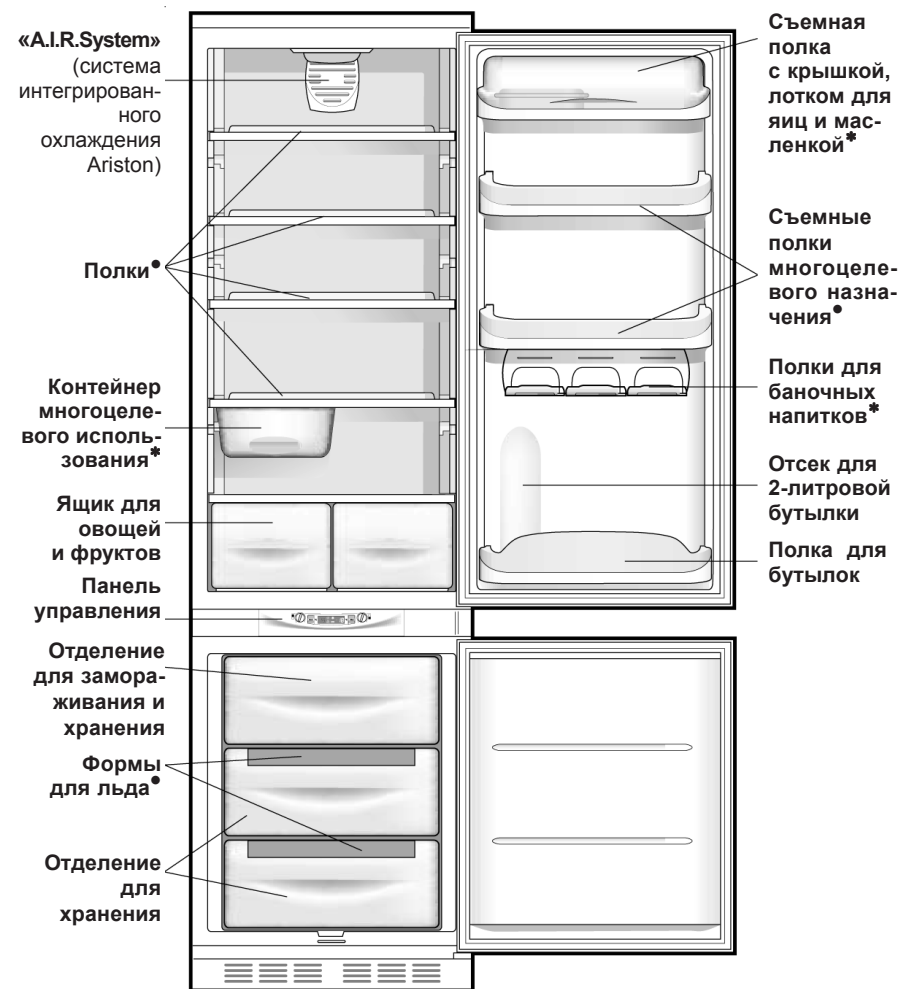 «A.I.R.System»
(система
интегрирован-
ного
охлаждения
Ariston)
Полки●
Контейнер
многоцеле-
вого исполь-
зования✱
Ящик для
овощей
и фруктов
Панель
управления
Отделение
для замора-
живания и
хранения
Формы
для льда●
Отделение
для
хранения
Съемная
полка
с крышкой,
лотком для
яиц и мас-
ленкой✱
Съемные
полки
многоцеле-
вого назна-
чения●
Полки для
баночных
напитков✱
Отсек для
2-литровой
бутылки
Полка для
бутылок